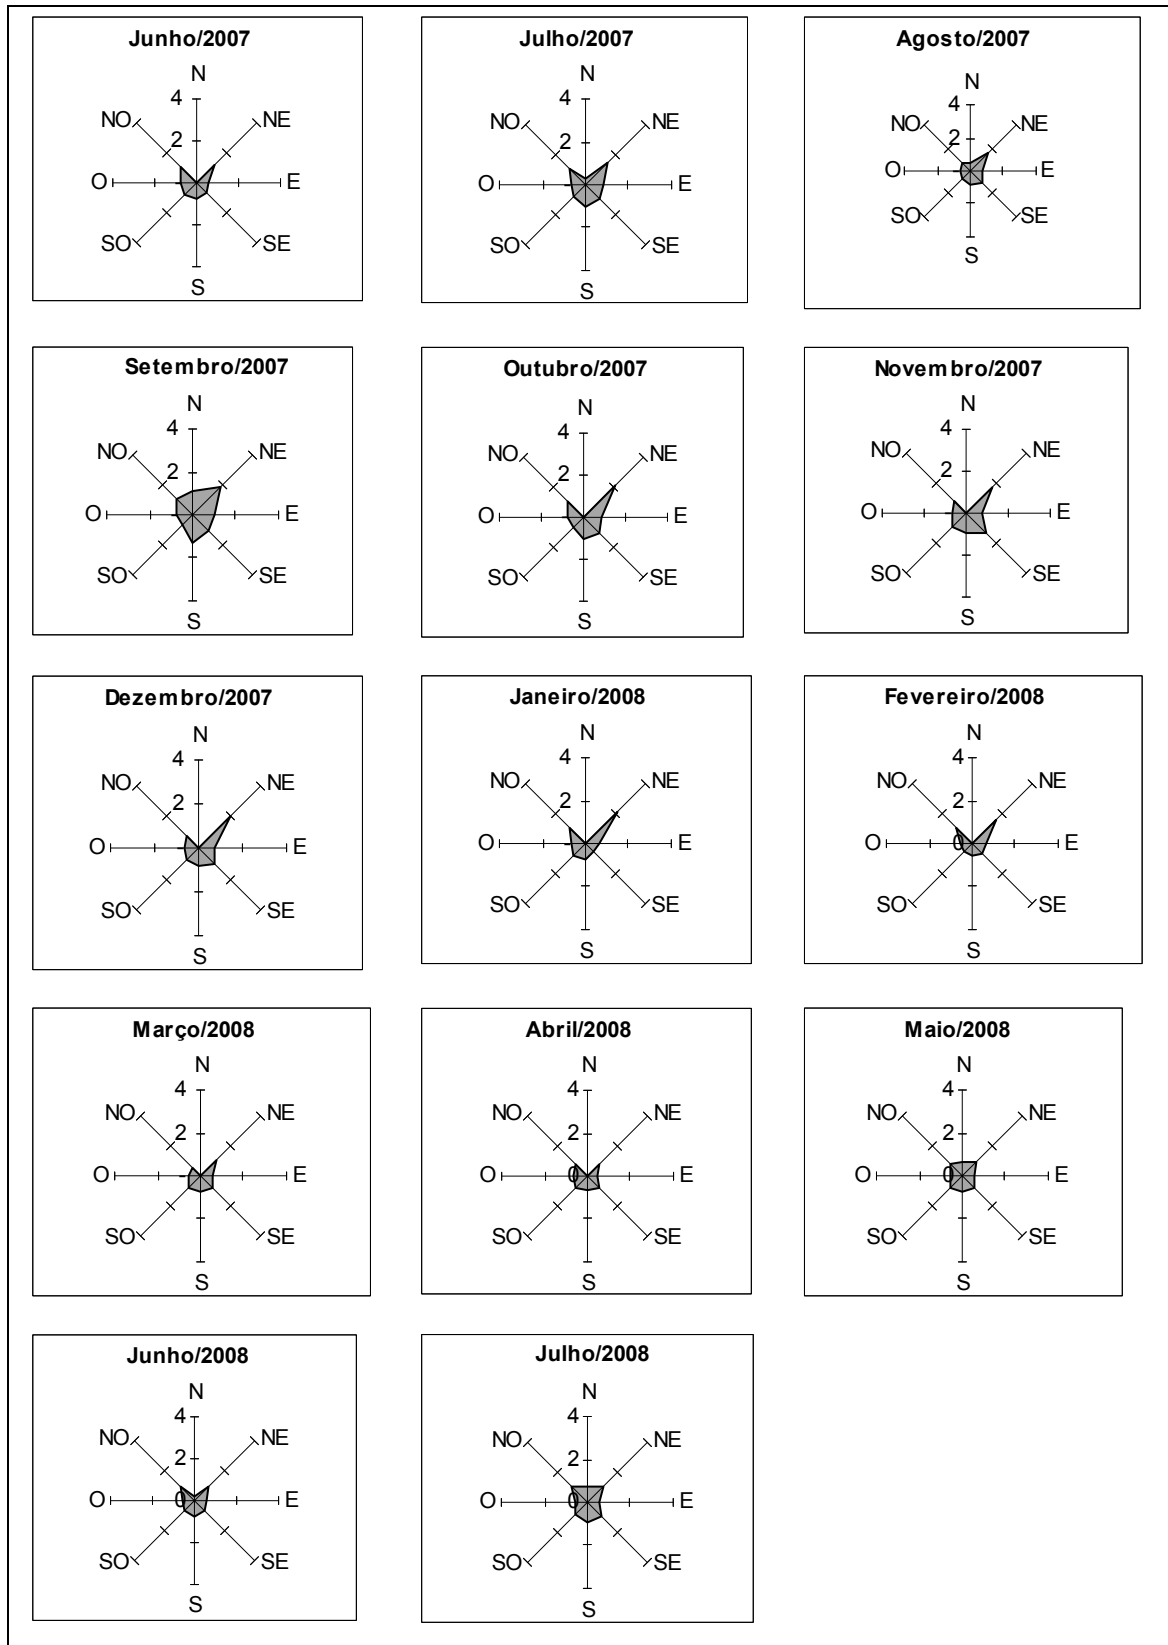 Junho/2007
N
4
NO
NE
2
O
E
SO
SE
S
Julho/2007
N
4
NO
NE
2
O
E
SO
SE
S
Agosto/2007
N
4
NO
NE
2
O
E
SO
SE
S
Setembro/2007
N
4
NO
NE
2
O
E
SO
SE
S
Outubro/2007
N
4
NO
NE
2
O
E
SO
SE
S
Novembro/2007
N
4
NO
NE
2
O
E
SO
SE
S
Dezembro/2007
N
4
NO
NE
2
O
E
SO
SE
S
Janeiro/2008
N
4
NO
NE
2
O
E
SO
SE
S
Fevereiro/2008
N
4
NO
NE
2
O
0
E
SO
SE
S
Março/2008
N
4
NO
NE
2
O
E
SO
SE
S
Abril/2008
N
4
NO
NE
2
O
0
E
SO
SE
S
Maio/2008
N
4
NO
NE
2
O
0
E
SO
SE
S
Junho/2008
N
4
NO
NE
2
O
0
E
SO
SE
S
Julho/2008
N
4
NO
NE
2
O
0
E
SO
SE
S